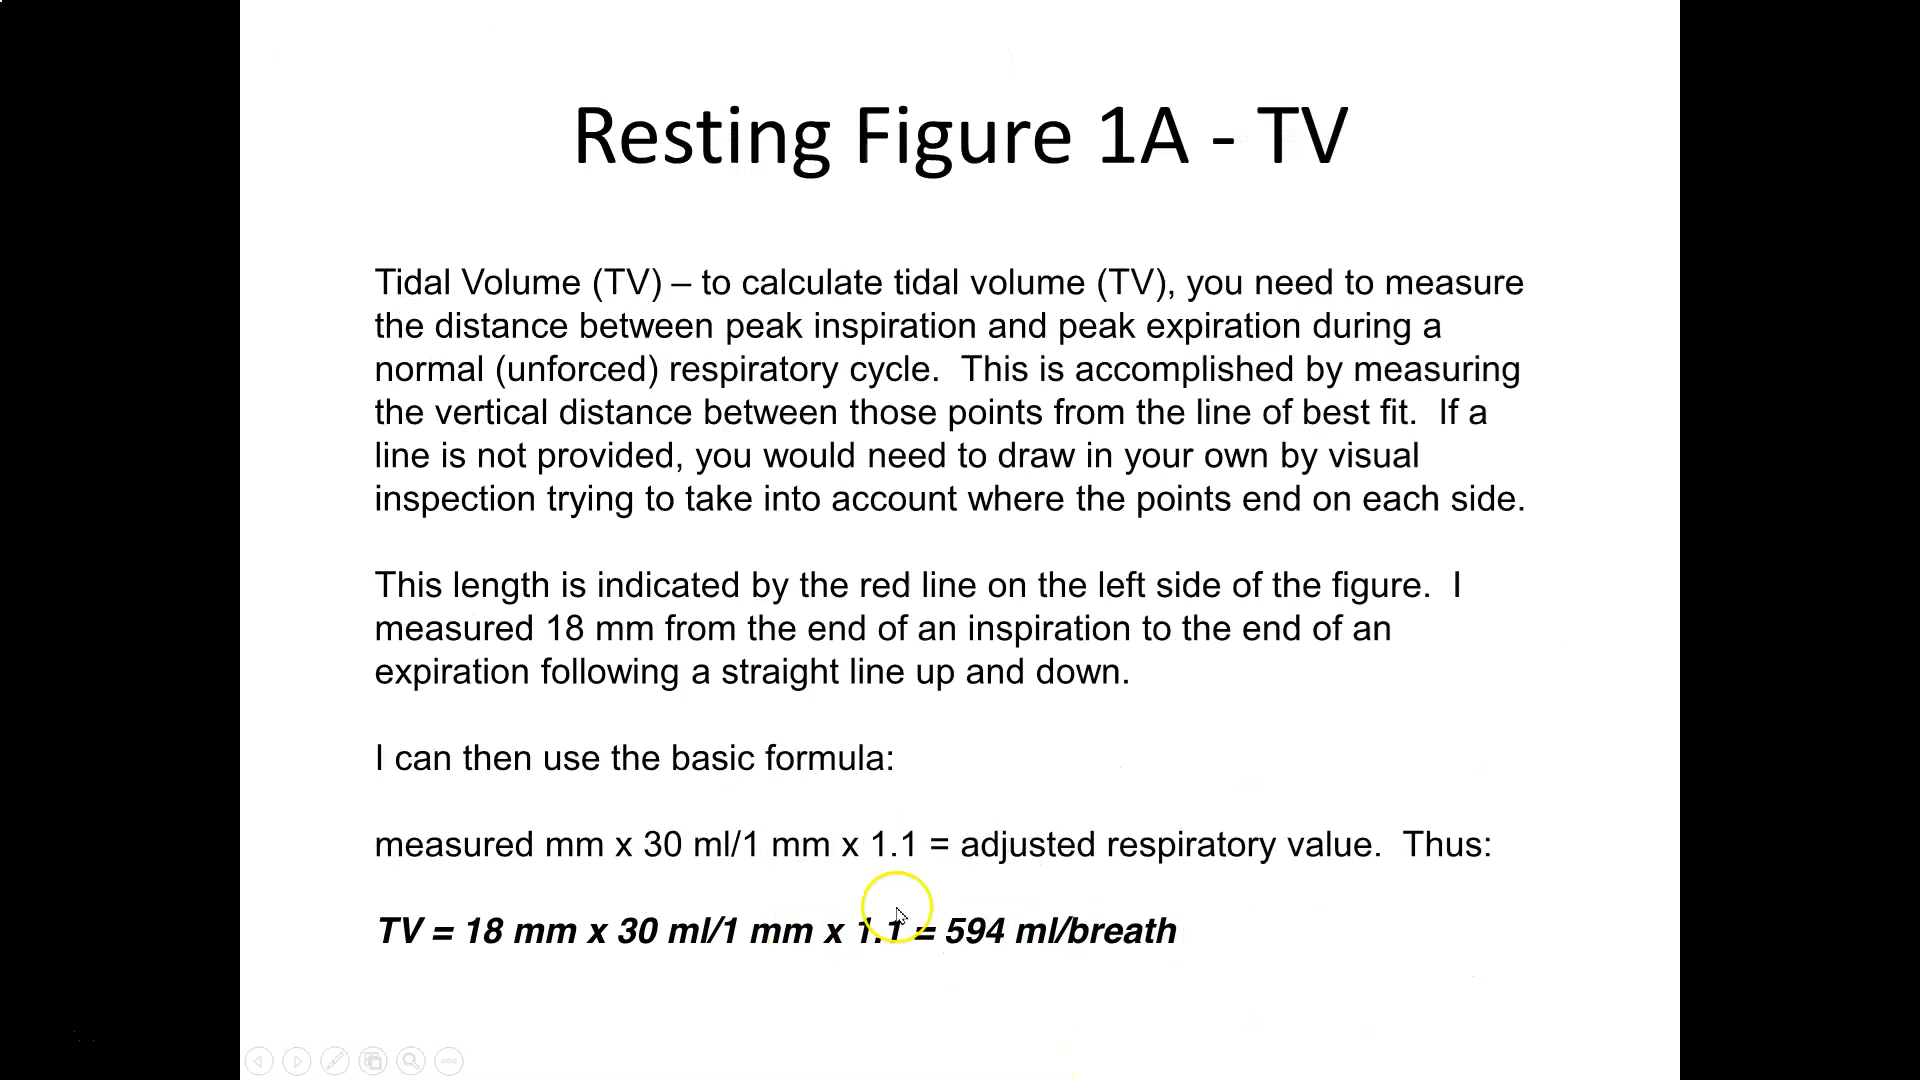 Resting Figure 1A - TV
Tidal Volume (TV) – to calculate tidal volume (TV), you need to measure
the distance between peak inspiration and peak expiration during a
normal (unforced) respiratory cycle.  This is accomplished by measuring
the vertical distance between those points from the line of best fit.  If a
line is not provided, you would need to draw in your own by visual
inspection trying to take into account where the points end on each side.
This length is indicated by the red line on the left side of the figure.  I
measured 18 mm from the end of an inspiration to the end of an
expiration following a straight line up and down.
I can then use the basic formula:
measured mm x 30 ml/1 mm x 1.1 = adjusted respiratory value.  Thus:
TV = 18 mm x 30 ml/1 mm x 1.1 = 594 ml/breath